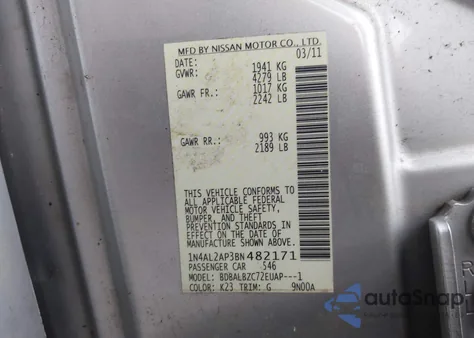 MFD BY NISSAN MOTOR CO., LTD.
DATE: 03/11
GVWR: 1941 KG
4279 LB
GAWR FR.: 1017 KG
2242 LB
GAWR RR.: 993 KG
2189 LB
THIS VEHICLE CONFORMS TO
ALL APPLICABLE FEDERAL
MOTOR VEHICLE SAFETY,
BUMPER, AND THEFT
PREVENTION STANDARDS IN
EFFECT ON THE DATE OF
MANUFACTURE SHOWN ABOVE.
1N4AL2AP3BN482171
PASSENGER CAR S46
MODEL: BDBALBZC72EUAP---1
COLOR: K23 TRIM: G 9N00A
autoSnap